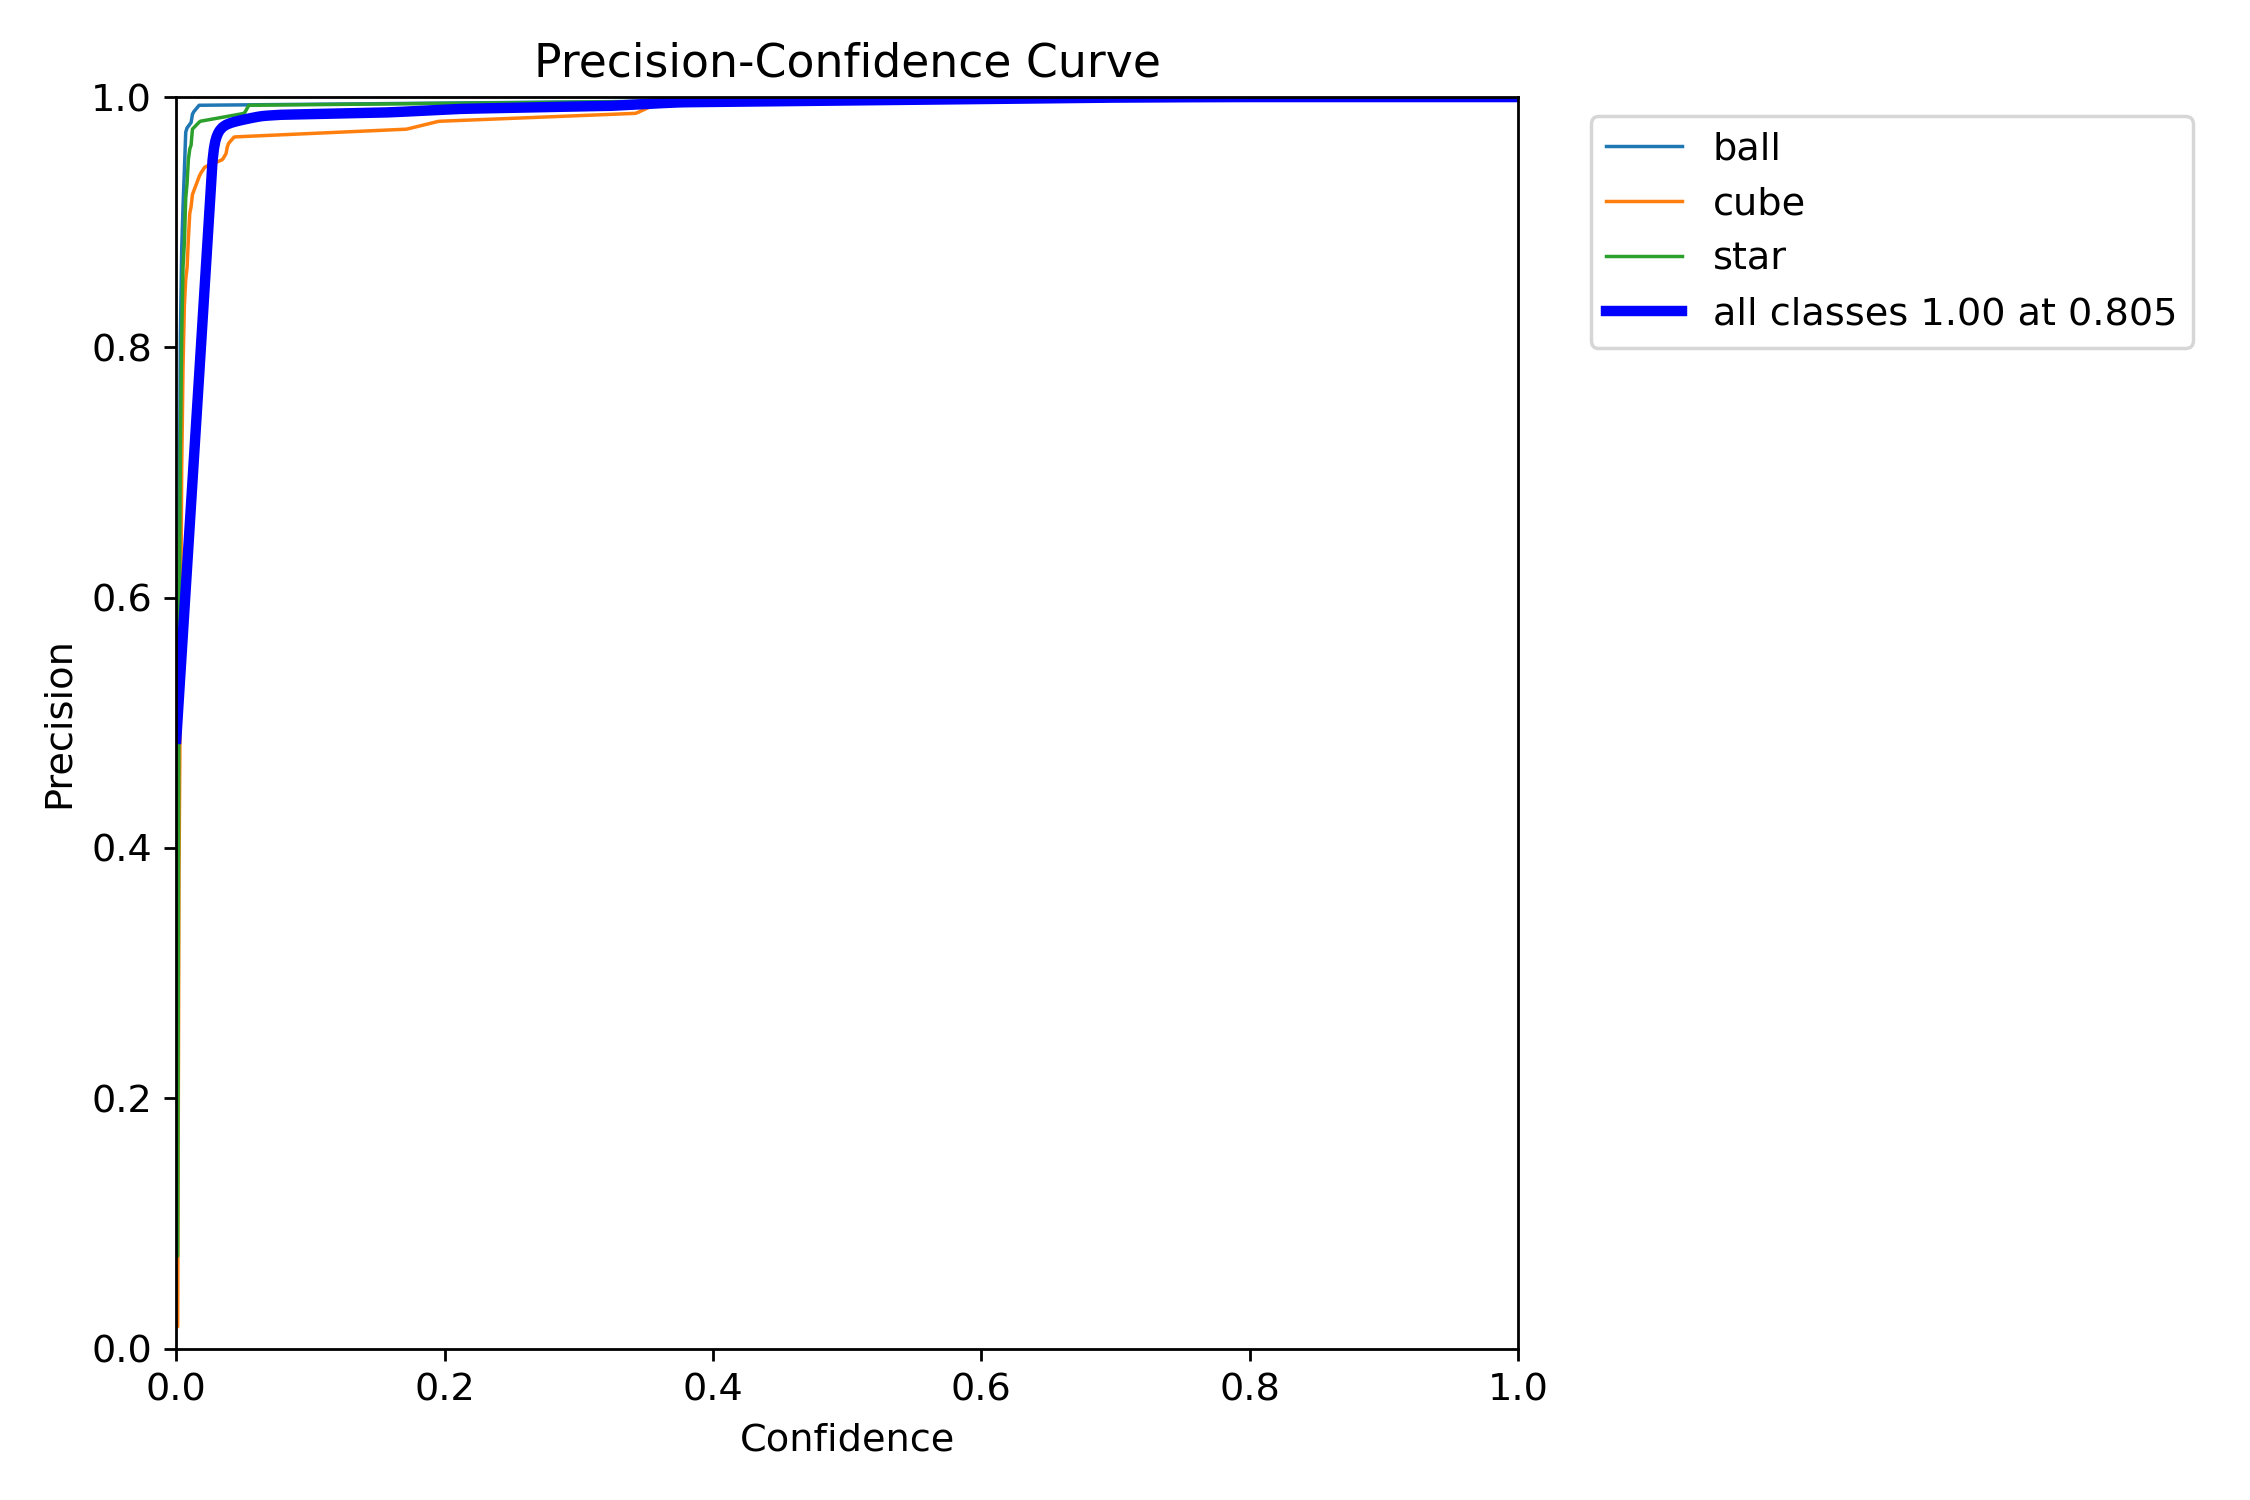 Precision-Confidence Curve
1.0
0.8
0.6
0.4
0.2
0.0
Precision
0.0 0.2 0.4 0.6 0.8 1.0
Confidence
ball
cube
star
all classes 1.00 at 0.805